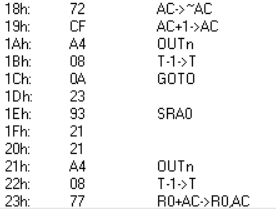 18h: 72 AC->~AC
19h: CF AC+1->AC
1Ah: A4 OUTn
1Bh: 08 T-1->T
1Ch: 0A GOTO
1Dh: 23
1Eh: 93 SRA0
1Fh: 21
20h: 21
21h: A4 OUTn
22h: 08 T-1->T
23h: 77 R0+AC->R0,AC